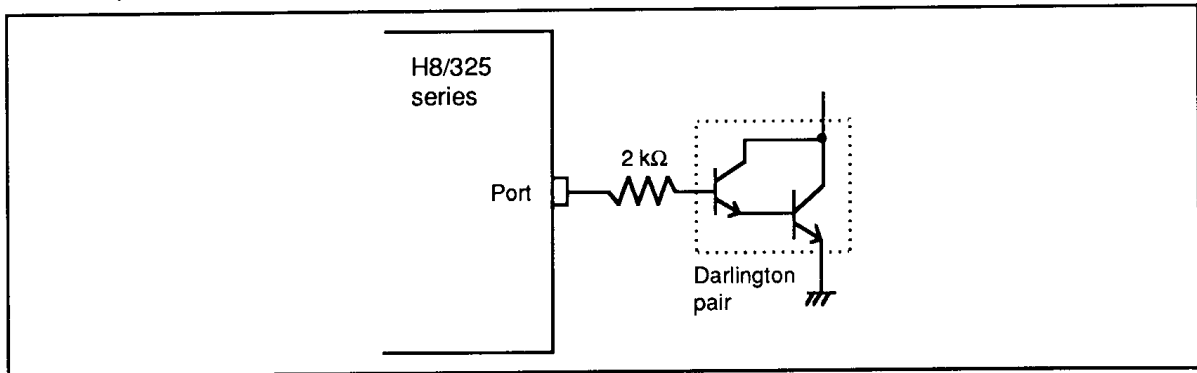 H8/325
series
2 kΩ
Port
Darlington
pair